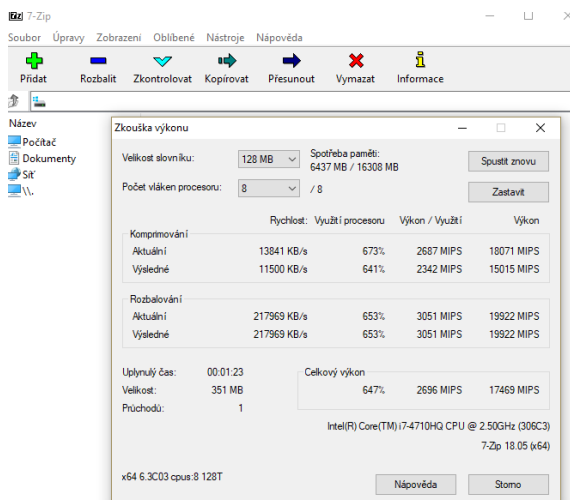 7-Zip
Soubor Úpravy Zobrazení Oblíbené Nástroje Nápověda
Přidat Rozbalit Zkontrolovat Kopírovat Přesunout Vymazat Informace
Název
Počítač
Dokumenty
Síť
\\.
Zkouška výkonu
Velikost slovníku: 128 MB Spotřeba paměti:
6437 MB / 16308 MB Spustit znovu
Počet vláken procesoru: 8 / 8 Zastavit
Rychlost: Využití procesoru Výkon / Využití Výkon
Komprimování
Aktuální 13841 KB/s 673% 2687 MIPS 18071 MIPS
Výsledné 11500 KB/s 641% 2342 MIPS 15015 MIPS
Rozbalování
Aktuální 217969 KB/s 653% 3051 MIPS 19922 MIPS
Výsledné 217969 KB/s 653% 3051 MIPS 19922 MIPS
Uplynulý čas: 00:01:23 Celkový výkon
Velikost: 351 MB 647% 2696 MIPS 17469 MIPS
Průchodů: 1
Intel(R) Core(TM) i7-4710HQ CPU @ 2.50GHz (306C3)
7-Zip 18.05 (x64)
x64 6.3C03 cpus:8 128T
Nápověda Storno